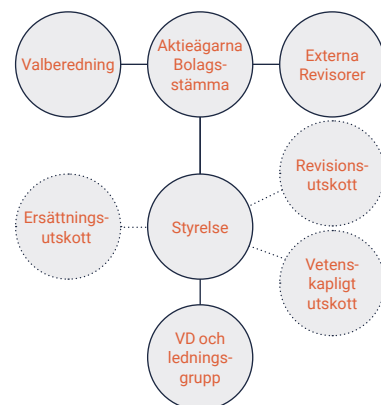 Valberedning
Aktieägarna
Bolags-
stämma
Externa
Revisorer
Revisions-
utskott
Ersättnings-
utskott
Styrelse
Vetens-
kapligt
utskott
VD och
lednings-
grupp